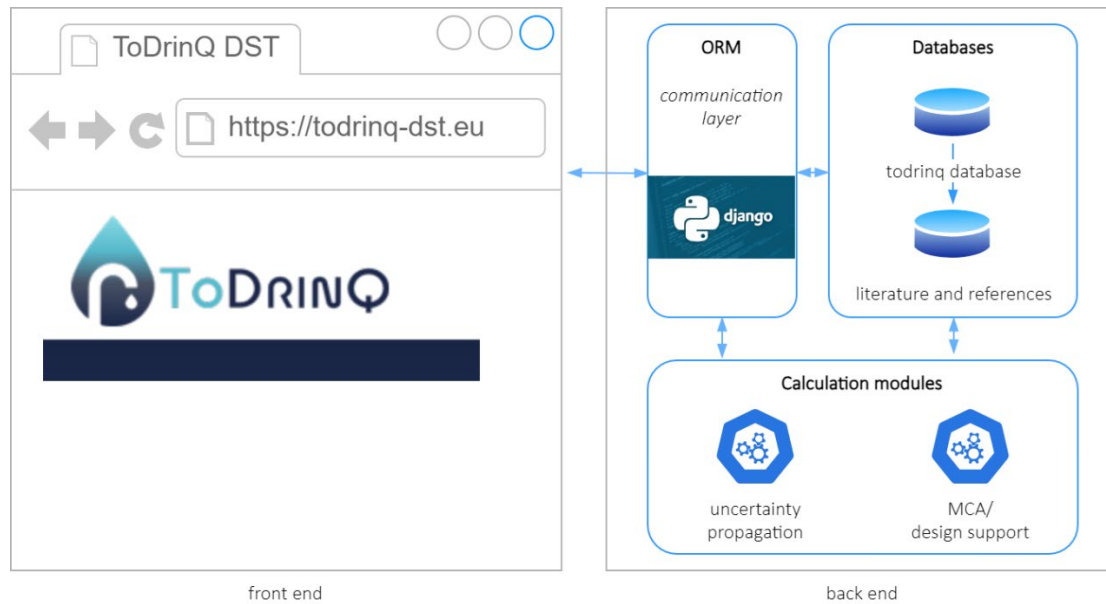 ToDrinQ DST
https://todrinq-dst.eu
ToDRINQ
front end
ORM
communication
layer
django
Databases
todrinq database
literature and references
Calculation modules
uncertainty
propagation
MCA/
design support
back end